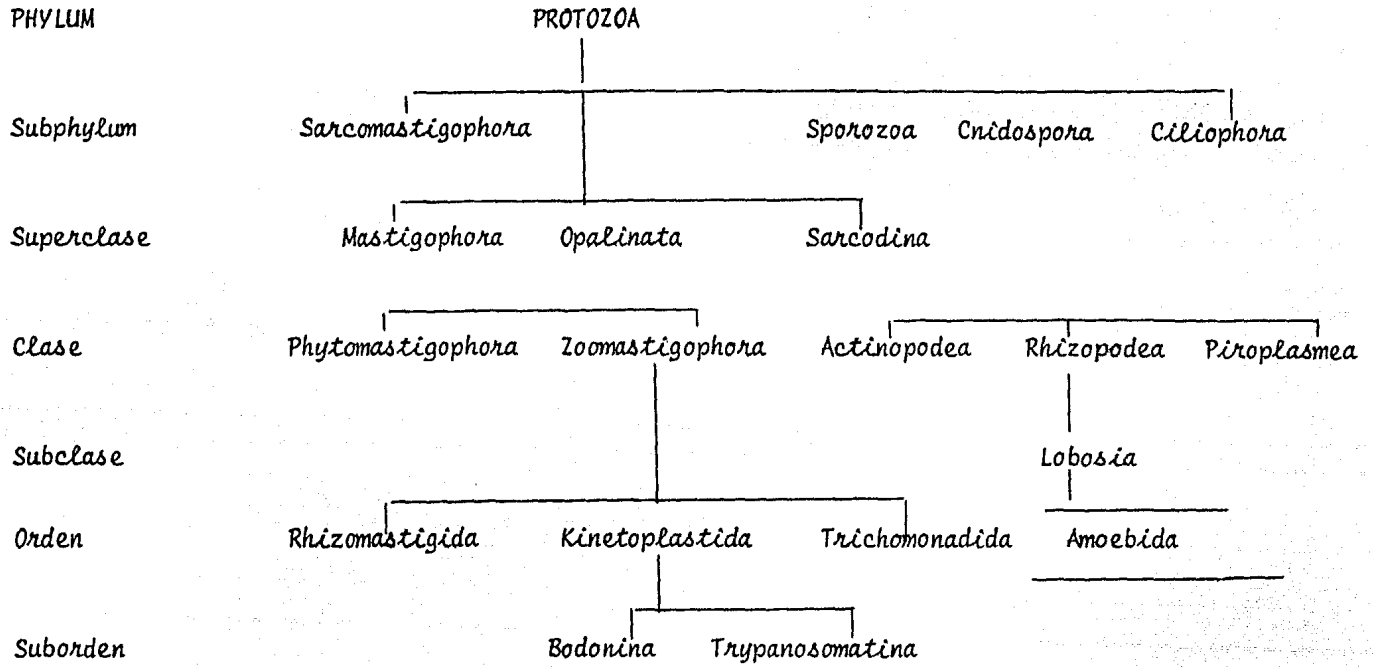 PHYLUM PROTOZOA
Subphylum Sarcomastigophora Sporozoa Cnidospora Ciliophora
Superclase Mastigophora Opalinata Sarcodina
Clase Phytomastigophora Zoomastigophora Actinopodea Rhizopodea Piroplasmea
Subclase Lobosia
Orden Rhizomastigida Kinetoplastida Trichomonadida Amoebida
Suborden Bodonina Trypanosomatina